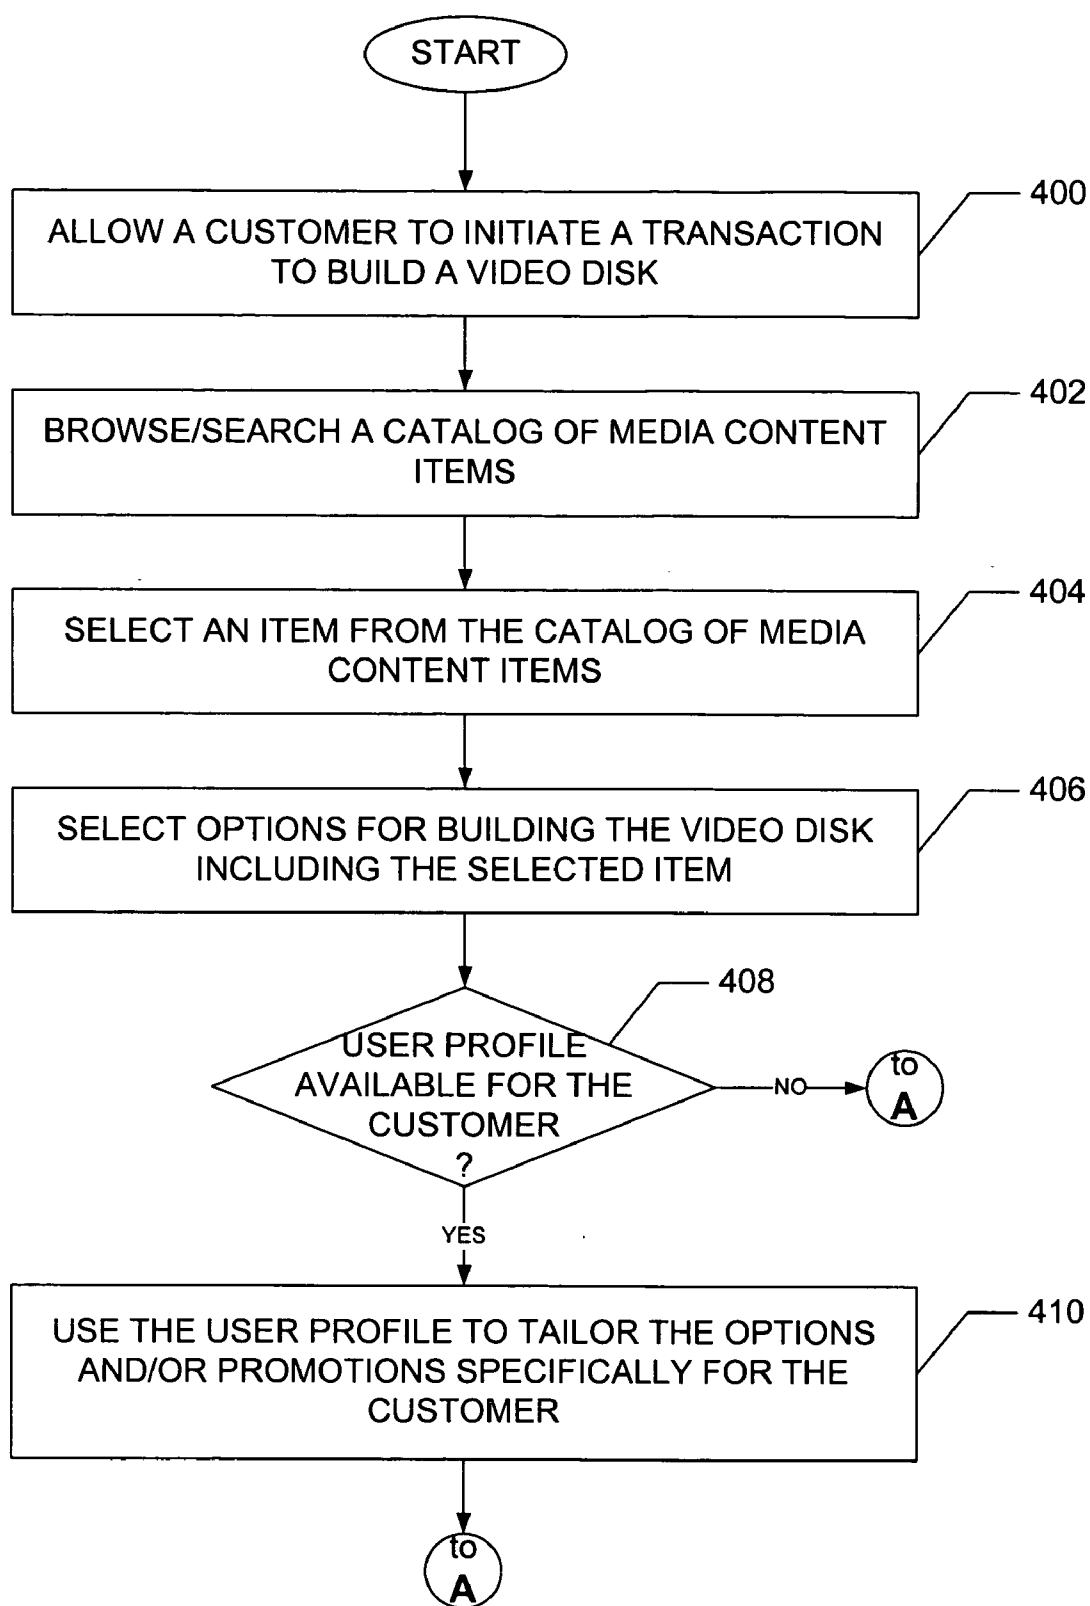 START
400
ALLOW A CUSTOMER TO INITIATE A TRANSACTION
TO BUILD A VIDEO DISK
402
BROWSE/SEARCH A CATALOG OF MEDIA CONTENT
ITEMS
404
SELECT AN ITEM FROM THE CATALOG OF MEDIA
CONTENT ITEMS
406
SELECT OPTIONS FOR BUILDING THE VIDEO DISK
INCLUDING THE SELECTED ITEM
408
USER PROFILE
AVAILABLE FOR THE
CUSTOMER
?
NO
to
A
YES
410
USE THE USER PROFILE TO TAILOR THE OPTIONS
AND/OR PROMOTIONS SPECIFICALLY FOR THE
CUSTOMER
to
A